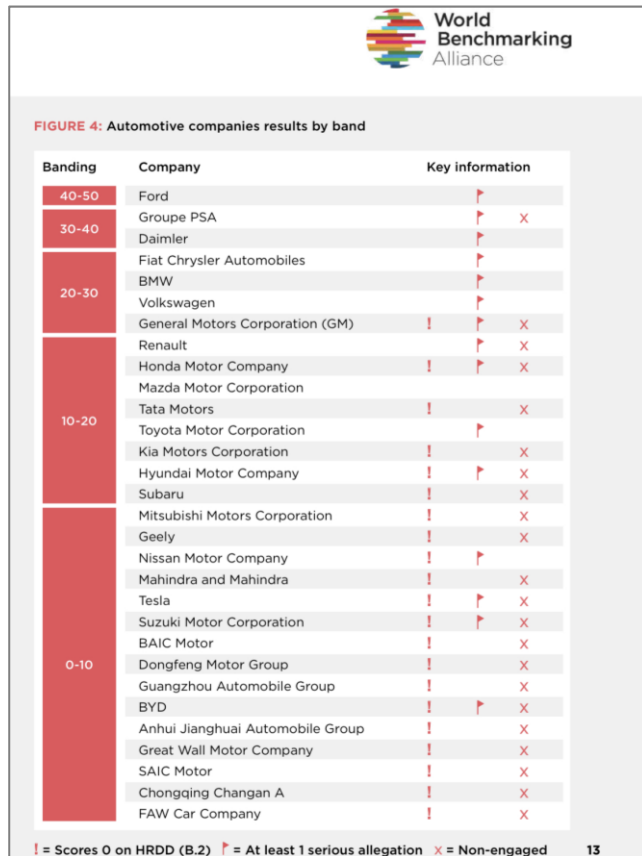 World
Benchmarking
Alliance
FIGURE 4: Automotive companies results by band
Banding Company Key information
40-50 Ford
30-40 Groupe PSA X
Daimler
20-30 Fiat Chrysler Automobiles
BMW
Volkswagen
General Motors Corporation (GM) ! X
10-20 Renault X
Honda Motor Company ! X
Mazda Motor Corporation
Tata Motors ! X
Toyota Motor Corporation
Kia Motors Corporation ! X
Hyundai Motor Company ! X
Subaru ! X
0-10 Mitsubishi Motors Corporation ! X
Geely ! X
Nissan Motor Company !
Mahindra and Mahindra ! X
Tesla ! X
Suzuki Motor Corporation ! X
BAIC Motor ! X
Dongfeng Motor Group ! X
Guangzhou Automobile Group ! X
BYD ! X
Anhui Jianghuai Automobile Group ! X
Great Wall Motor Company ! X
SAIC Motor ! X
Chongqing Changan A ! X
FAW Car Company ! X
! = Scores 0 on HRDD (B.2) = At least 1 serious allegation X = Non-engaged 13